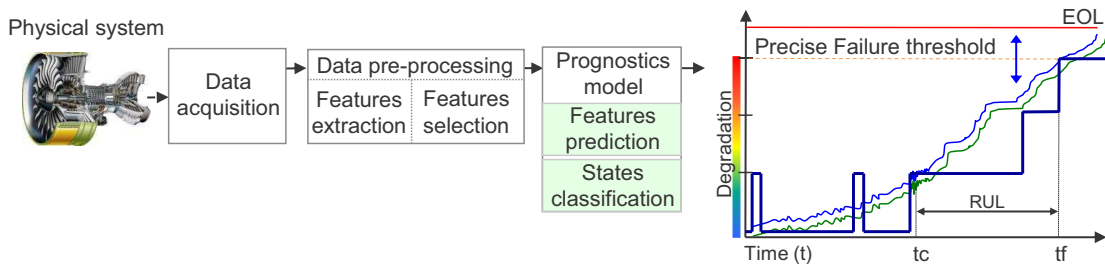 Physical system
Data
acquisition
Data pre-processing
Features
extraction
Features
selection
Prognostics
model
Features
prediction
States
classification
EOL
Precise Failure threshold
Degradation
RUL
Time (t)
tc
tf